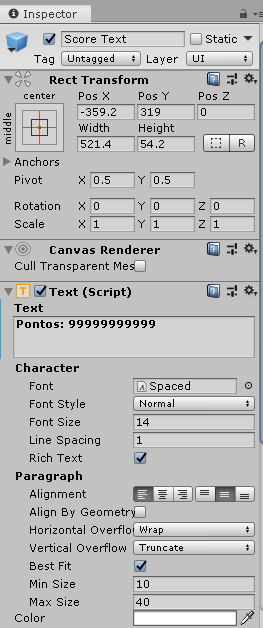 Inspector
Score Text Static
Tag Untagged Layer UI
Rect Transform
center Pos X Pos Y Pos Z
middle -359.2 319 0
Width Height
521.4 54.2
R
Anchors
Pivot X 0.5 Y 0.5
Rotation X 0 Y 0 Z 0
Scale X 1 Y 1 Z 1
Canvas Renderer
Cull Transparent Mes
Text (Script)
Text
Pontos: 99999999999
Character
Font Spaced
Font Style Normal
Font Size 14
Line Spacing 1
Rich Text
Paragraph
Alignment
Align By Geometry
Horizontal Overflow Wrap
Vertical Overflow Truncate
Best Fit
Min Size 10
Max Size 40
Color